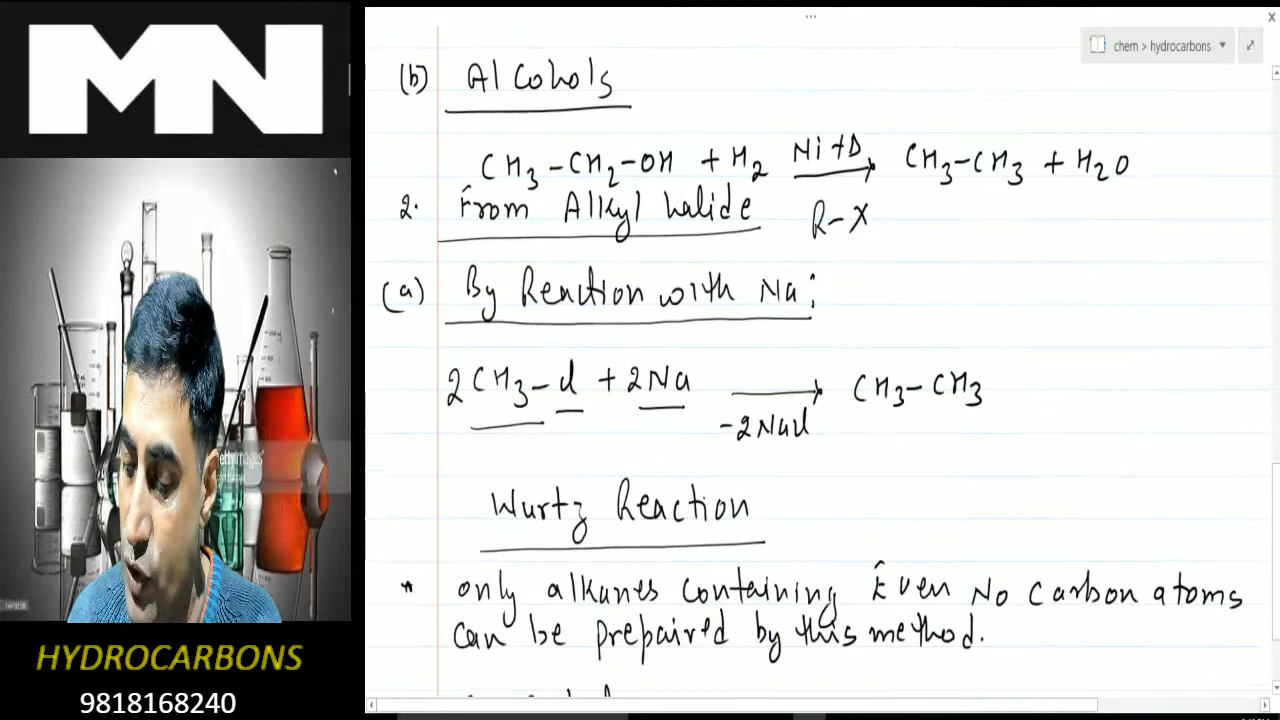 MN
chem > hydrocarbons
(b) Alcohols
CH3-CH2-OH + H2 Ni+Δ → CH3-CH3 + H2O
2. From Alkyl halide R-X
(a) By Reaction with Na:
2CH3-Cl + 2Na → CH3-CH3
-2NaCl
Wurtz Reaction
* only alkanes containing Even No Carbon atoms
can be prepaired by this method.
HYDROCARBONS
9818168240